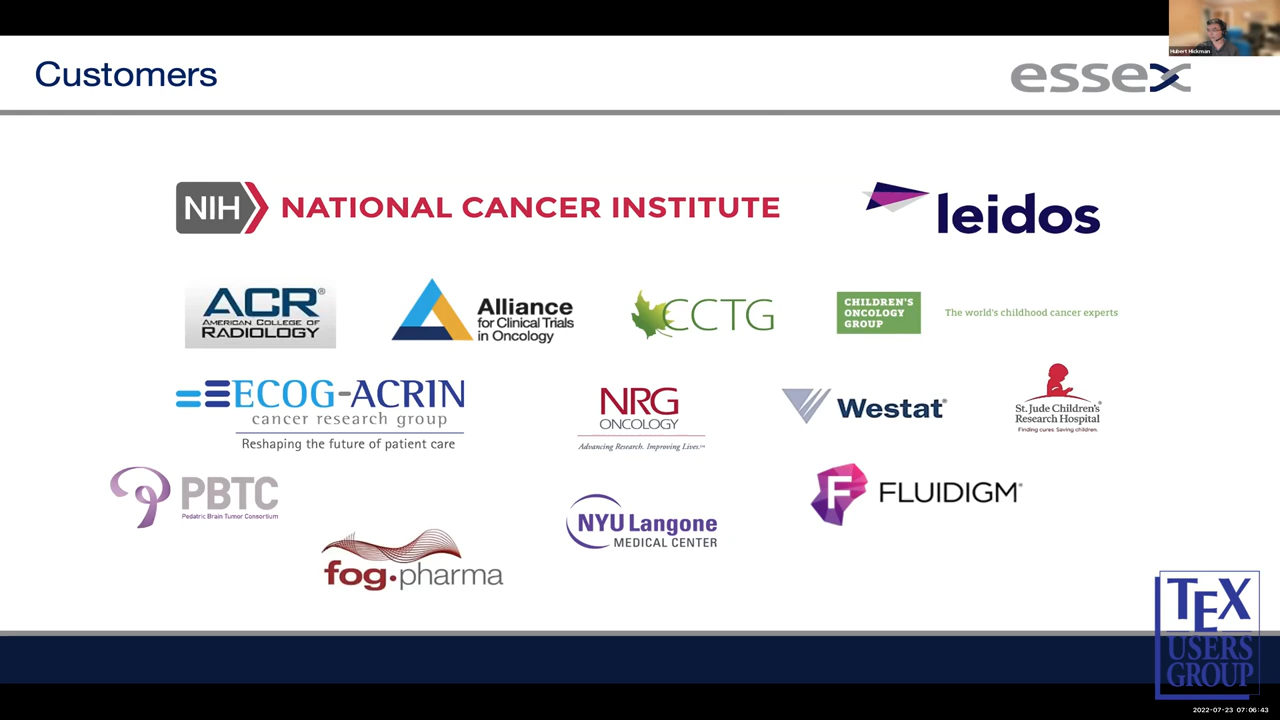 Hubert Hickman
Customers
essex
NIH NATIONAL CANCER INSTITUTE
leidos
ACR®
AMERICAN COLLEGE OF
RADIOLOGY
Alliance
for Clinical Trials
in Oncology
CCTG
CHILDREN'S
ONCOLOGY
GROUP
The world's childhood cancer experts
ECOG-ACRIN
cancer research group
Reshaping the future of patient care
NRG
ONCOLOGY
Advancing Research. Improving Lives.™
Westat®
St. Jude Children's
Research Hospital
Finding cures. Saving children.
PBTC
Pediatric Brain Tumor Consortium
fog·pharma
NYU Langone
MEDICAL CENTER
F FLUIDIGM®
TEX
USERS
GROUP
2022-07-23 07:06:43